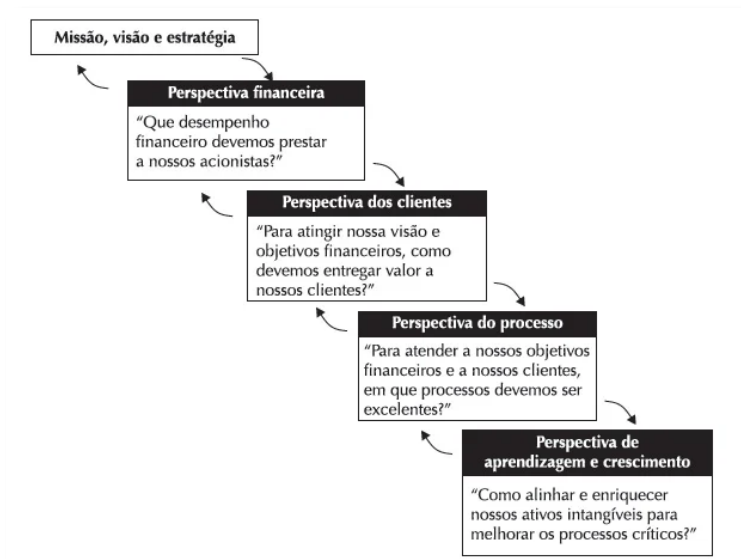 Missão, visão e estratégia
Perspectiva financeira
“Que desempenho
financeiro devemos prestar
a nossos acionistas?”
Perspectiva dos clientes
“Para atingir nossa visão e
objetivos financeiros, como
devemos entregar valor a
nossos clientes?”
Perspectiva do processo
“Para atender a nossos objetivos
financeiros e a nossos clientes,
em que processos devemos ser
excelentes?”
Perspectiva de
aprendizagem e crescimento
“Como alinhar e enriquecer
nossos ativos intangíveis para
melhorar os processos críticos?”